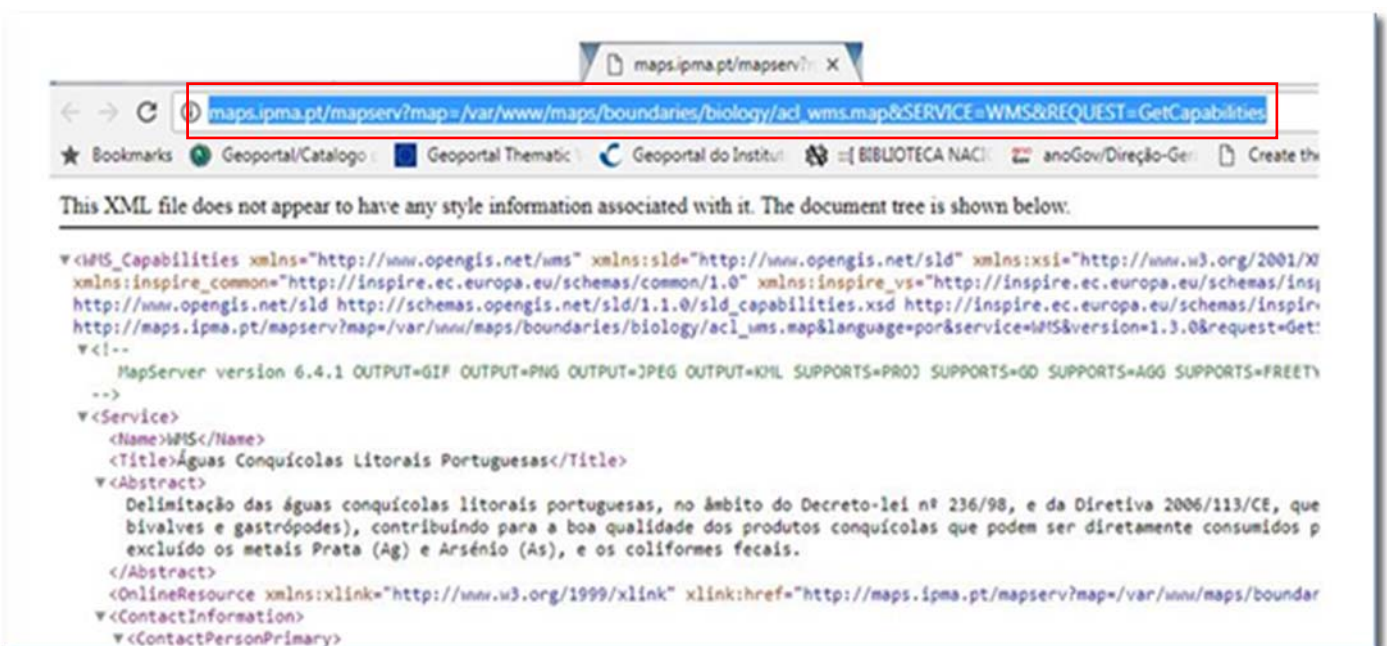 maps.ipma.pt/mapserv?
maps.ipma.pt/mapserv?map=/var/www/maps/boundaries/biology/acl_wms.map&SERVICE=WMS&REQUEST=GetCapabilities
Bookmarks Geoportal/Catalogo Geoportal Thematic Geoportal do Institut BIBLIOTECA NACI anoGov/Direção-Ger Create the
This XML file does not appear to have any style information associated with it. The document tree is shown below.
▼<WMS_Capabilities xmlns="http://www.opengis.net/wms" xmlns:sld="http://www.opengis.net/sld" xmlns:xsi="http://www.w3.org/2001/X
xmlns:inspire_common="http://inspire.ec.europa.eu/schemas/common/1.0" xmlns:inspire_vs="http://inspire.ec.europa.eu/schemas/insp
http://www.opengis.net/sld http://schemas.opengis.net/sld/1.1.0/sld_capabilities.xsd http://inspire.ec.europa.eu/schemas/inspir
http://maps.ipma.pt/mapserv?map=/var/www/maps/boundaries/biology/acl_wms.map&language=por&service=WMS&version=1.3.0&request=Get
▼<!--
MapServer version 6.4.1 OUTPUT=GIF OUTPUT=PNG OUTPUT=JPEG OUTPUT=KML SUPPORTS=PROJ SUPPORTS=GD SUPPORTS=AGG SUPPORTS=FREET
-->
▼<Service>
<Name>WMS</Name>
<Title>Águas Conquícolas Litorais Portuguesas</Title>
▼<Abstract>
Delimitação das águas conquícolas litorais portuguesas, no âmbito do Decreto-lei nº 236/98, e da Diretiva 2006/113/CE, que
bivalves e gastrópodes), contribuindo para a boa qualidade dos produtos conquícolas que podem ser diretamente consumidos p
excluído os metais Prata (Ag) e Arsénio (As), e os coliformes fecais.
</Abstract>
<OnlineResource xmlns:xlink="http://www.w3.org/1999/xlink" xlink:href="http://maps.ipma.pt/mapserv?map=/var/www/maps/boundar
▼<ContactInformation>
▼<ContactPersonPrimary>